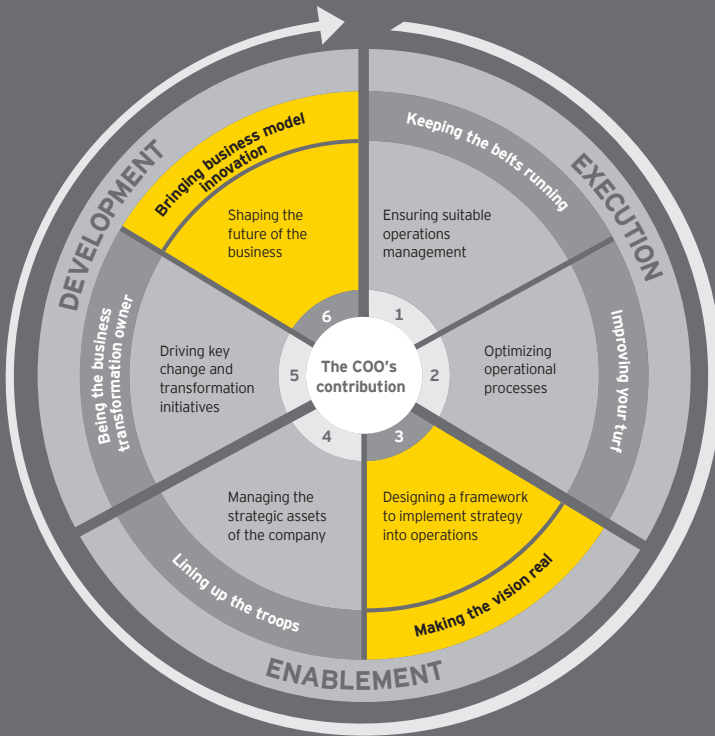 The COO's
contribution
EXECUTION
Keeping the belts running
1
Ensuring suitable
operations
management
Improving your turf
2
Optimizing
operational
processes
ENABLEMENT
Making the vision real
3
Designing a framework
to implement strategy
into operations
Lining up the troops
4
Managing the
strategic assets
of the company
DEVELOPMENT
Being the business
transformation owner
5
Driving key
change and
transformation
initiatives
Bringing business model
innovation
6
Shaping the
future of the
business